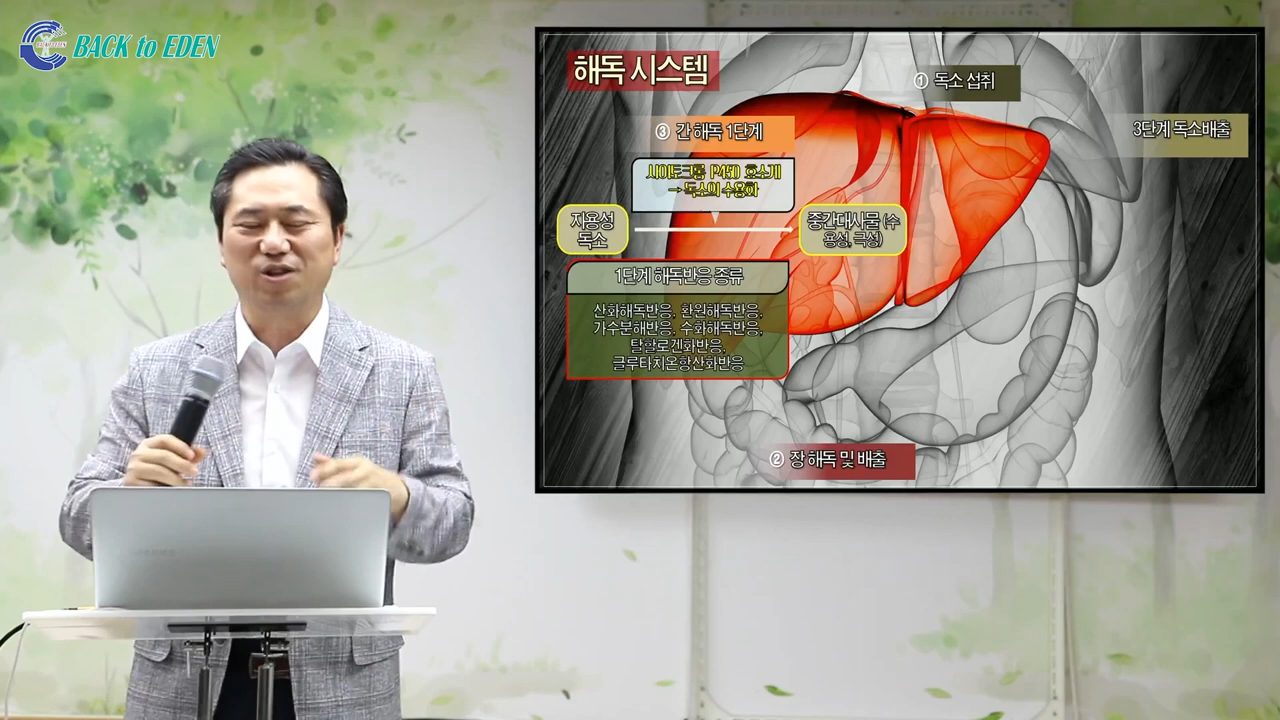 BACK to EDEN
해독 시스템
① 독소 섭취
③ 간 해독 1단계
3단계 독소배출
시이토크롬 P450 효소계
→ 독소의 수용화
지용성
독소
중간대사물 (수
용성, 극성)
1단계 해독반응 종류
산화해독반응, 환원해독반응,
가수분해반응, 수화해독반응,
탈할로겐화반응,
글루타치온항산화반응
② 장 해독 및 배출